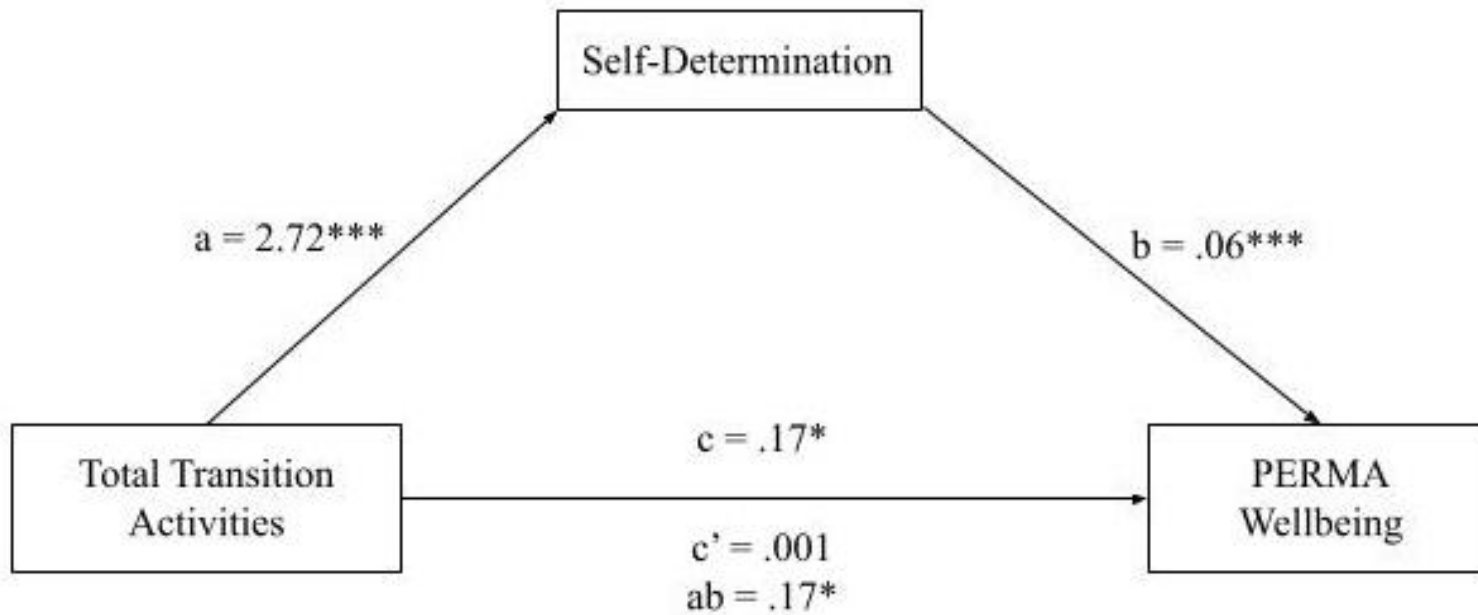 Self-Determination
a = 2.72***
b = .06***
Total Transition
Activities
c = .17*
c’ = .001
ab = .17*
PERMA
Wellbeing